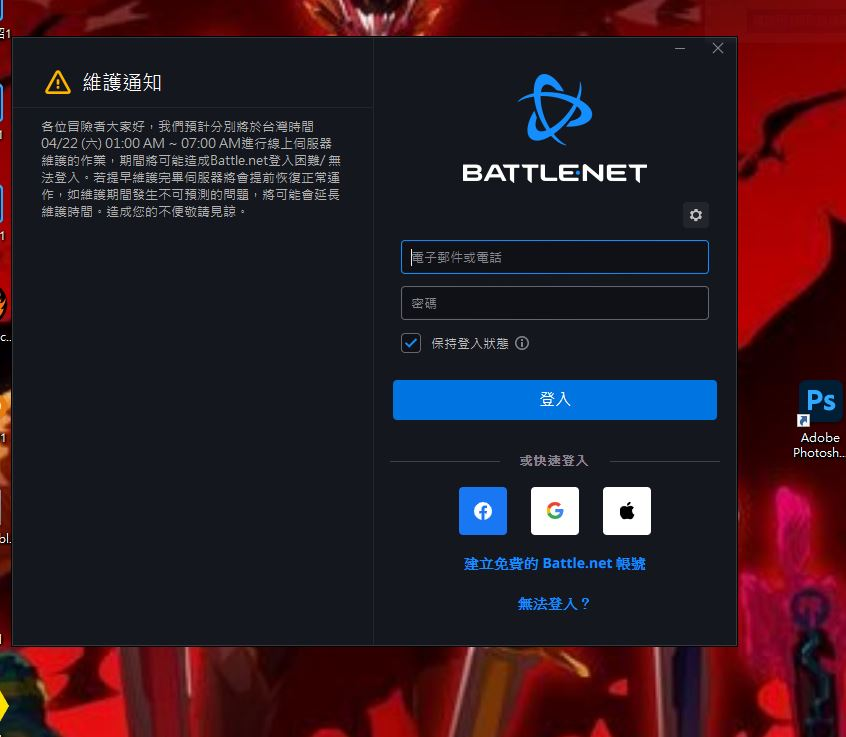 維護通知
各位冒險者大家好，我們預計分別將於台灣時間
04/22 (六) 01:00 AM ~ 07:00 AM進行線上伺服器
維護的作業，期間將可能造成Battle.net登入困難/ 無
法登入。若提早維護完畢伺服器將會提前恢復正常運
作，如維護期間發生不可預測的問題，將可能會延長
維護時間。造成您的不便敬請見諒。
BATTLE.NET
電子郵件或電話
密碼
保持登入狀態
登入
或快速登入
建立免費的 Battle.net 帳號
無法登入？
Ps
Adobe
Photosh...